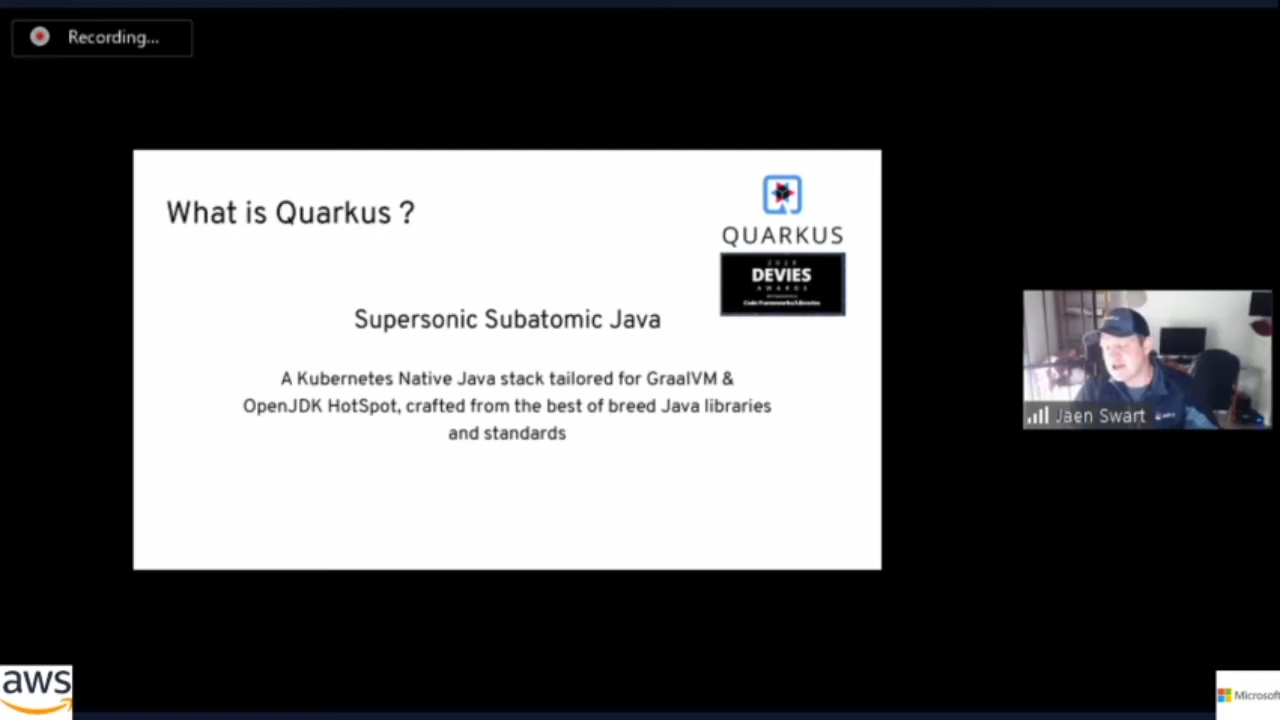 Recording...
What is Quarkus ?
QUARKUS
DEVIES
AWARDS
Supersonic Subatomic Java
A Kubernetes Native Java stack tailored for GraalVM &
OpenJDK HotSpot, crafted from the best of breed Java libraries
and standards
Jaen Swart
aws
Microsoft